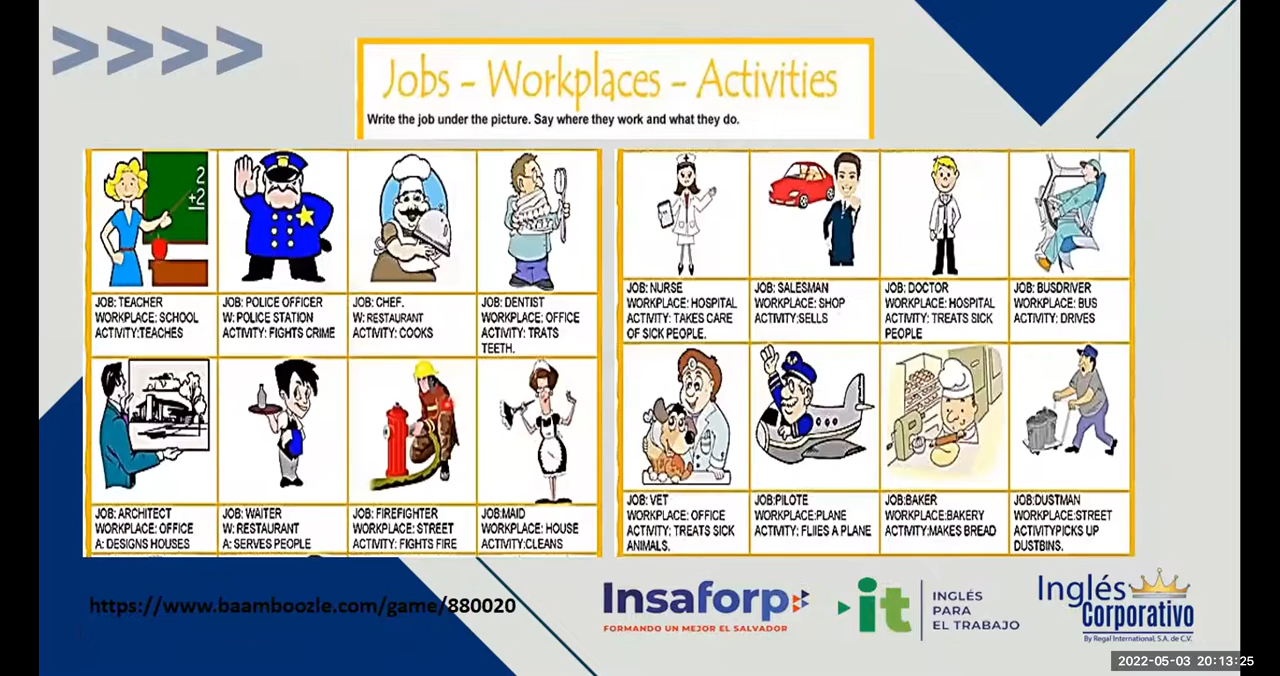 >>>>
Jobs - Workplaces - Activities
Write the job under the picture. Say where they work and what they do.
2
+2
JOB: TEACHER
WORKPLACE: SCHOOL
ACTIVITY:TEACHES
JOB: POLICE OFFICER
W: POLICE STATION
ACTIVITY: FIGHTS CRIME
JOB: CHEF.
W: RESTAURANT
ACTIVITY: COOKS
JOB: DENTIST
WORKPLACE: OFFICE
ACTIVITY: TRATS
TEETH.
JOB: NURSE
WORKPLACE: HOSPITAL
ACTIVITY: TAKES CARE
OF SICK PEOPLE.
JOB: SALESMAN
WORKPLACE: SHOP
ACTIVITY:SELLS
JOB: DOCTOR
WORKPLACE: HOSPITAL
ACTIVITY: TREATS SICK
PEOPLE
JOB: BUSDRIVER
WORKPLACE: BUS
ACTIVITY: DRIVES
JOB: ARCHITECT
WORKPLACE: OFFICE
A: DESIGNS HOUSES
JOB: WAITER
W: RESTAURANT
A: SERVES PEOPLE
JOB: FIREFIGHTER
WORKPLACE: STREET
ACTIVITY: FIGHTS FIRE
JOB:MAID
WORKPLACE: HOUSE
ACTIVITY:CLEANS
JOB: VET
WORKPLACE: OFFICE
ACTIVITY: TREATS SICK
ANIMALS.
JOB:PILOTE
WORKPLACE:PLANE
ACTIVITY: FLIIES A PLANE
JOB:BAKER
WORKPLACE:BAKERY
ACTIVITY:MAKES BREAD
JOB:DUSTMAN
WORKPLACE:STREET
ACTIVITYPICKS UP
DUSTBINS.
https://www.baamboozle.com/game/880020
Insaforp
FORMANDO UN MEJOR EL SALVADOR
it
INGLÉS
PARA
EL TRABAJO
Inglés
Corporativo
By Regal International, S.A. de C.V.
2022-05-03 20:13:25